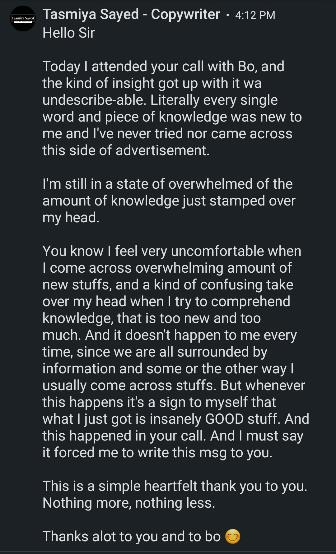 Tasmiya Sayed - Copywriter • 4:12 PM
Hello Sir
Today I attended your call with Bo, and
the kind of insight got up with it wa
undescribe-able. Literally every single
word and piece of knowledge was new to
me and I've never tried nor came across
this side of advertisement.
I'm still in a state of overwhelmed of the
amount of knowledge just stamped over
my head.
You know I feel very uncomfortable when
I come across overwhelming amount of
new stuffs, and a kind of confusing take
over my head when I try to comprehend
knowledge, that is too new and too
much. And it doesn't happen to me every
time, since we are all surrounded by
information and some or the other way I
usually come across stuffs. But whenever
this happens it's a sign to myself that
what I just got is insanely GOOD stuff. And
this happened in your call. And I must say
it forced me to write this msg to you.
This is a simple heartfelt thank you to you.
Nothing more, nothing less.
Thanks alot to you and to bo 😊